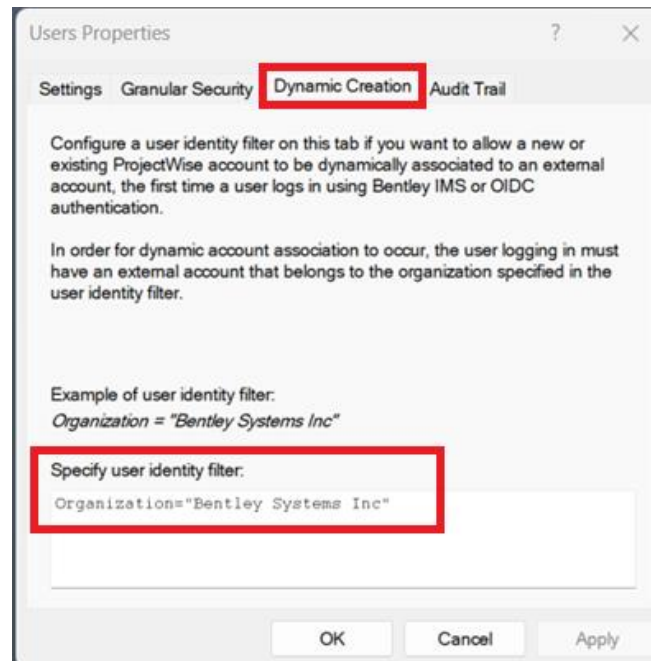 Users Properties
?
Settings
Granular Security
Dynamic Creation
Audit Trail
Configure a user identity filter on this tab if you want to allow a new or
existing ProjectWise account to be dynamically associated to an external
account, the first time a user logs in using Bentley IMS or OIDC
authentication.
In order for dynamic account association to occur, the user logging in must
have an external account that belongs to the organization specified in the
user identity filter.
Example of user identity filter:
Organization = "Bentley Systems Inc"
Specify user identity filter:
Organization="Bentley Systems Inc"
OK
Cancel
Apply